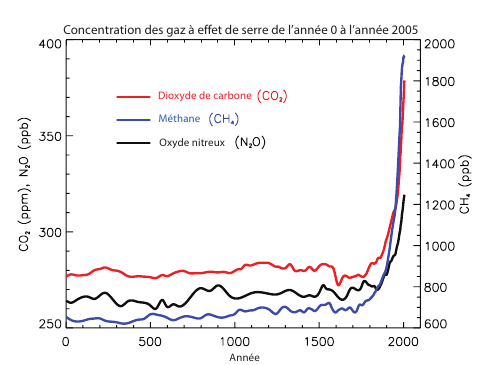 Concentration des gaz à effet de serre de l'année 0 à l'année 2005
400
350
300
250
CO₂ (ppm), N₂O (ppb)
Dioxyde de carbone (CO₂)
Méthane (CH₄)
Oxyde nitreux (N₂O)
2000
1800
1600
1400
1200
1000
800
600
CH₄ (ppb)
0 500 1000 1500 2000
Année